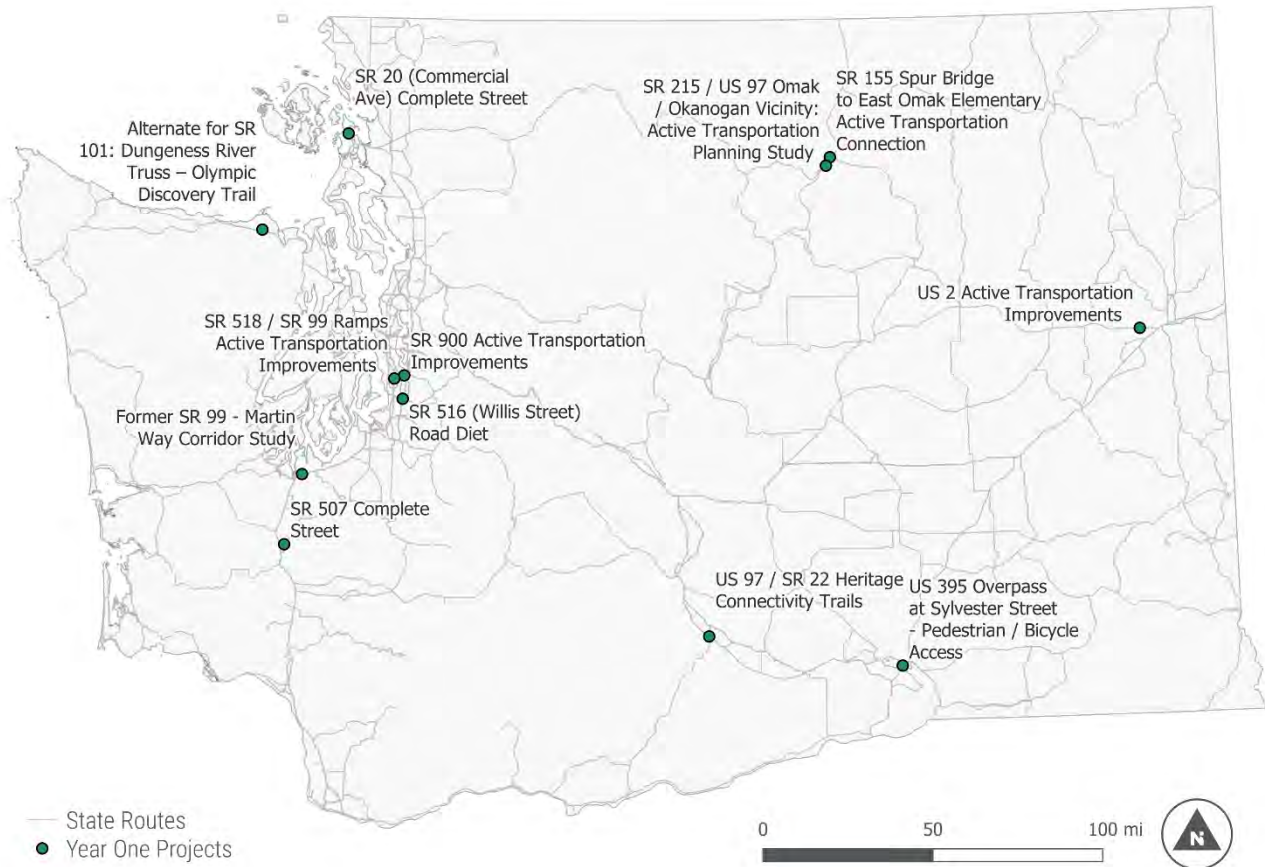 SR 20 (Commercial
Ave) Complete Street
SR 215 / US 97 Omak
/ Okanogan Vicinity:
Active Transportation
Planning Study
SR 155 Spur Bridge
to East Omak Elementary
Active Transportation
Connection
Alternate for SR
101: Dungeness River
Truss – Olympic
Discovery Trail
US 2 Active Transportation
Improvements
SR 518 / SR 99 Ramps
Active Transportation
Improvements
SR 900 Active Transportation
Improvements
SR 516 (Willis Street)
Road Diet
Former SR 99 - Martin
Way Corridor Study
SR 507 Complete
Street
US 97 / SR 22 Heritage
Connectivity Trails
US 395 Overpass
at Sylvester Street
- Pedestrian / Bicycle
Access
State Routes
Year One Projects
0 50 100 mi
N